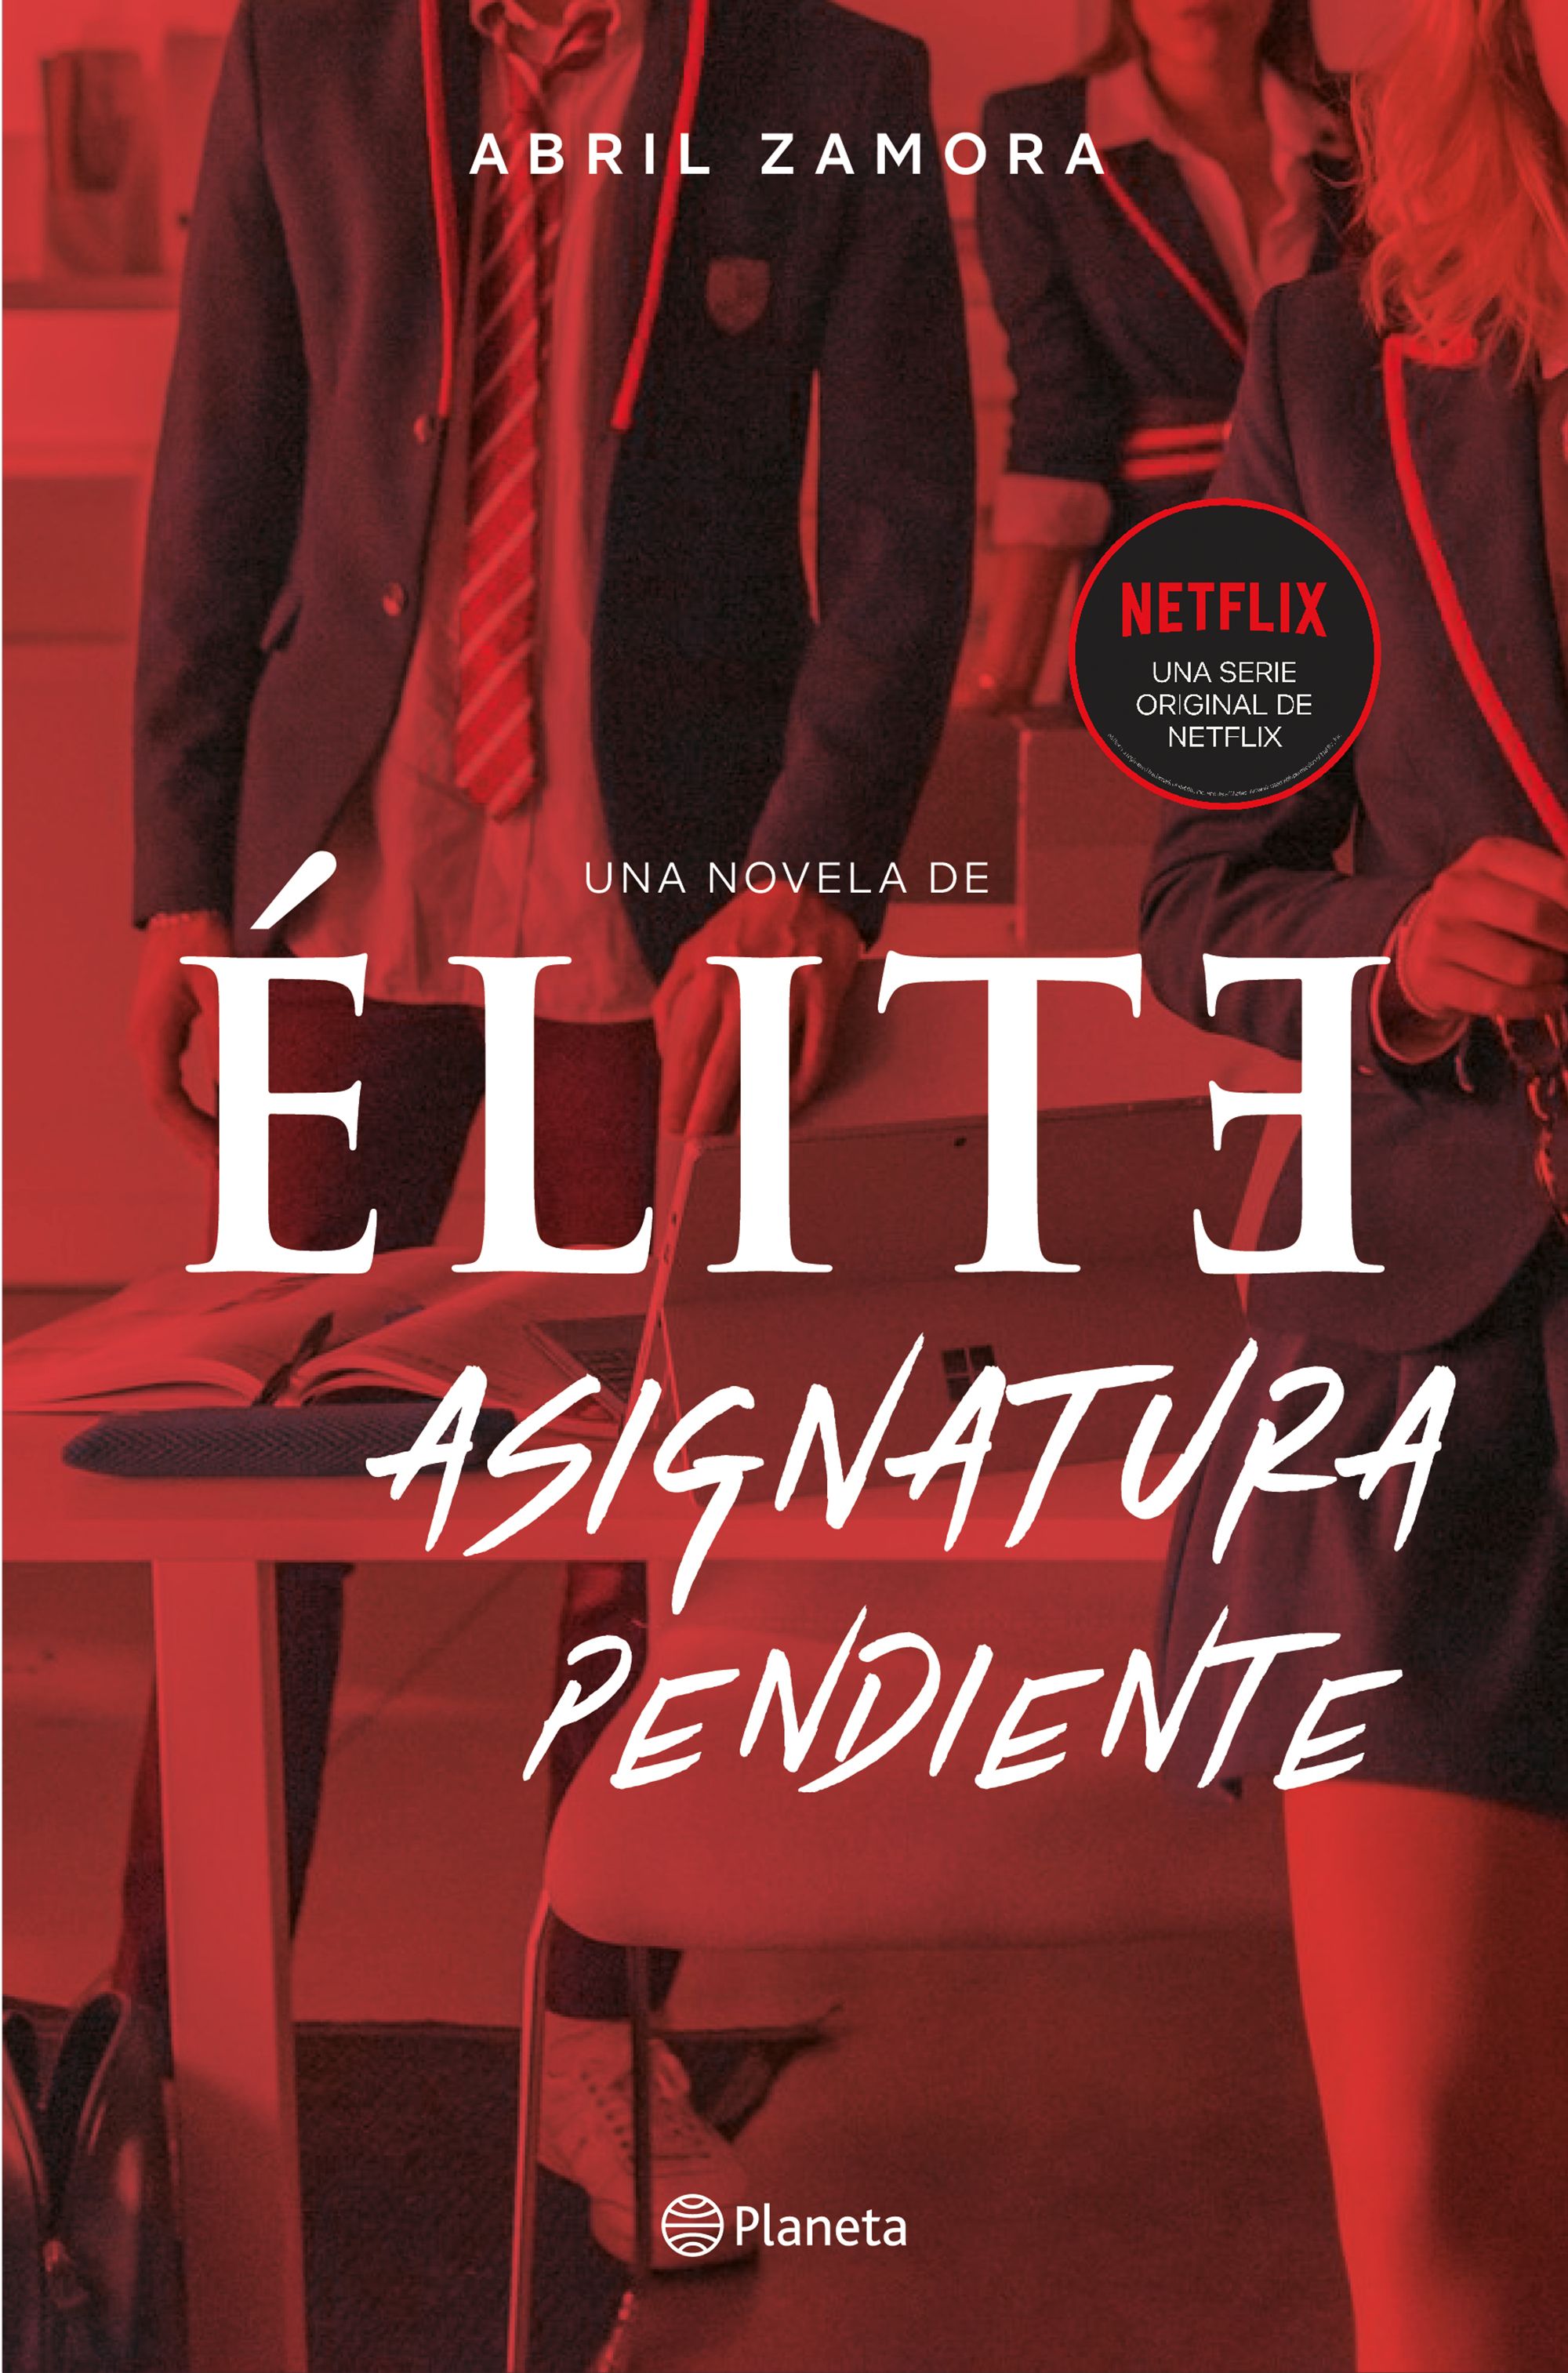 ABRIL ZAMORA
NETFLIX
UNA SERIE
ORIGINAL DE
NETFLIX
UNA NOVELA DE
ÉLITE
ASIGNATURA
PENDIENTE
Planeta